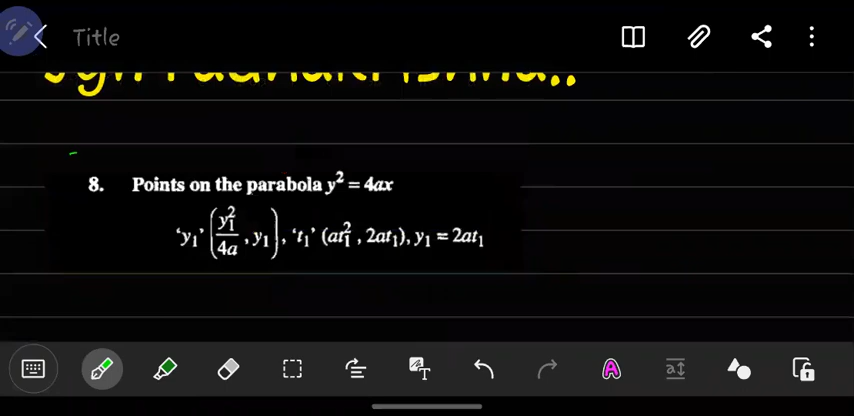 Title
8. Points on the parabola y² = 4ax
'y₁' (y₁²/4a, y₁), 't₁' (at₁², 2at₁), y₁ = 2at₁
T
A
a